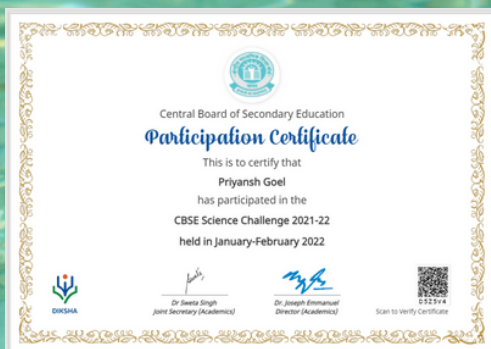 Central Board of Secondary Education
Participation Certificate
This is to certify that
Priyansh Goel
has participated in the
CBSE Science Challenge 2021-22
held in January-February 2022
DIKSHA
Dr Sweta Singh
Joint Secretary (Academics)
Dr. Joseph Emmanuel
Director (Academics)
D5Z5V4
Scan to Verify Certificate